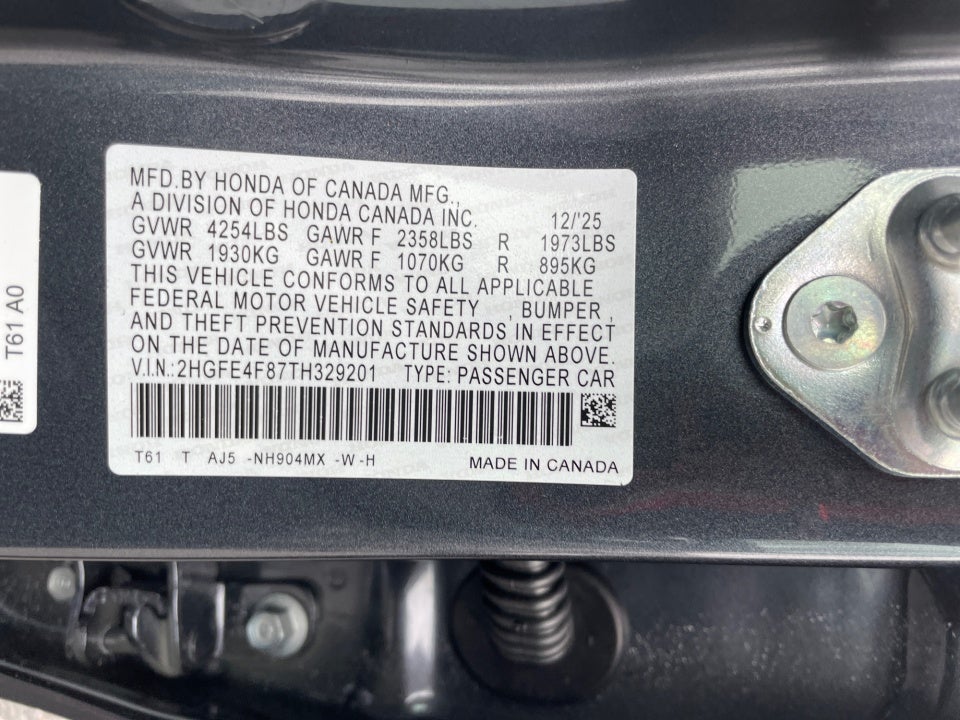 MFD.BY HONDA OF CANADA MFG.,
A DIVISION OF HONDA CANADA INC. 12/'25
GVWR 4254LBS GAWR F 2358LBS R 1973LBS
GVWR 1930KG GAWR F 1070KG R 895KG
THIS VEHICLE CONFORMS TO ALL APPLICABLE
FEDERAL MOTOR VEHICLE SAFETY , BUMPER ,
AND THEFT PREVENTION STANDARDS IN EFFECT
ON THE DATE OF MANUFACTURE SHOWN ABOVE.
V.I.N.:2HGFE4F87TH329201 TYPE: PASSENGER CAR
T61 T AJ5 -NH904MX -W-H MADE IN CANADA
T61 A0